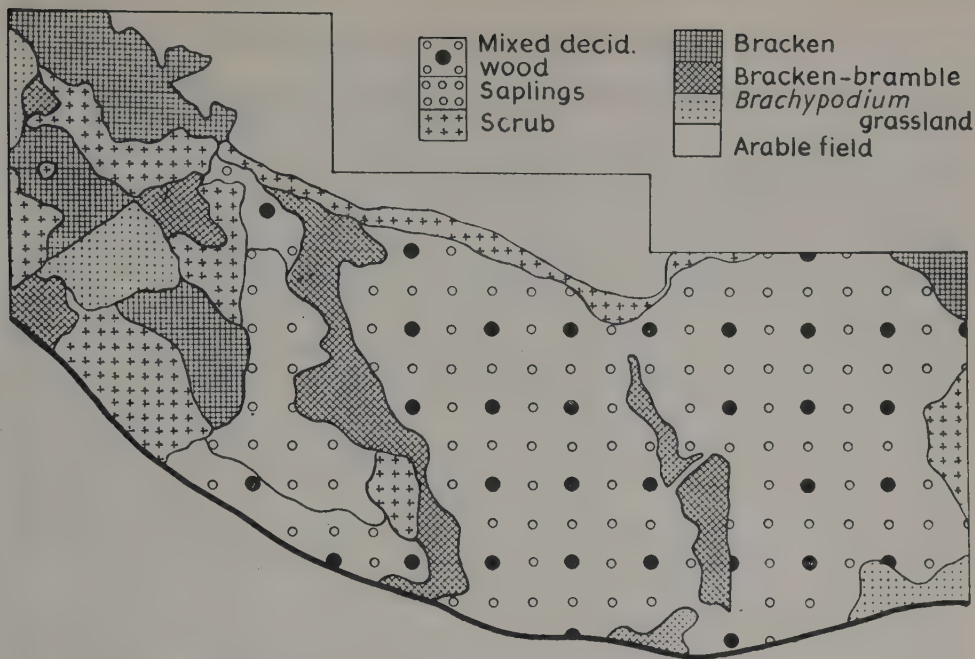 Mixed decid.
wood
Saplings
Scrub
Bracken
Bracken-bramble
Brachypodium
grassland
Arable field